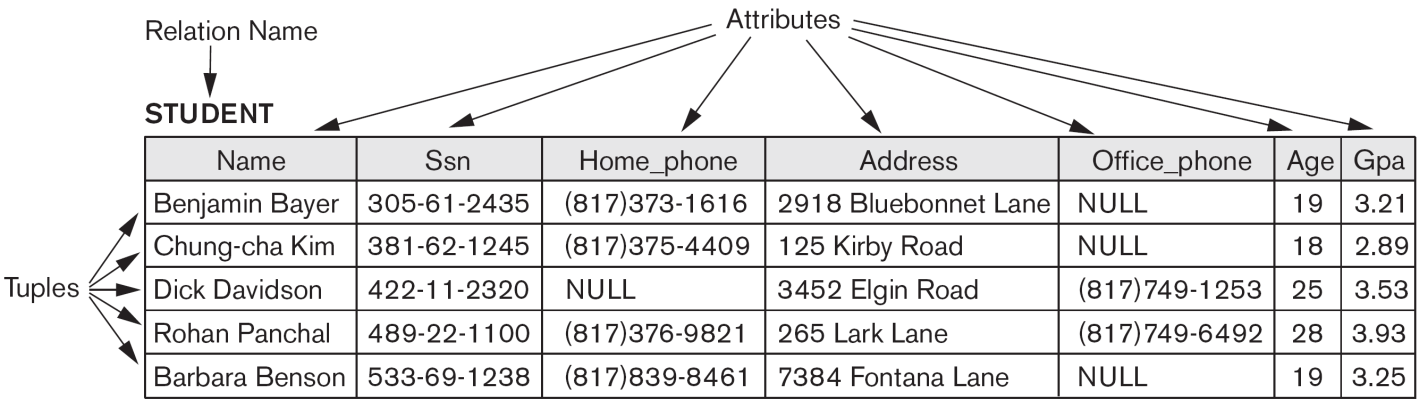 Attributes
Relation Name
STUDENT
Name Ssn Home_phone Address Office_phone Age Gpa
Benjamin Bayer 305-61-2435 (817)373-1616 2918 Bluebonnet Lane NULL 19 3.21
Chung-cha Kim 381-62-1245 (817)375-4409 125 Kirby Road NULL 18 2.89
Tuples Dick Davidson 422-11-2320 NULL 3452 Elgin Road (817)749-1253 25 3.53
Rohan Panchal 489-22-1100 (817)376-9821 265 Lark Lane (817)749-6492 28 3.93
Barbara Benson 533-69-1238 (817)839-8461 7384 Fontana Lane NULL 19 3.25